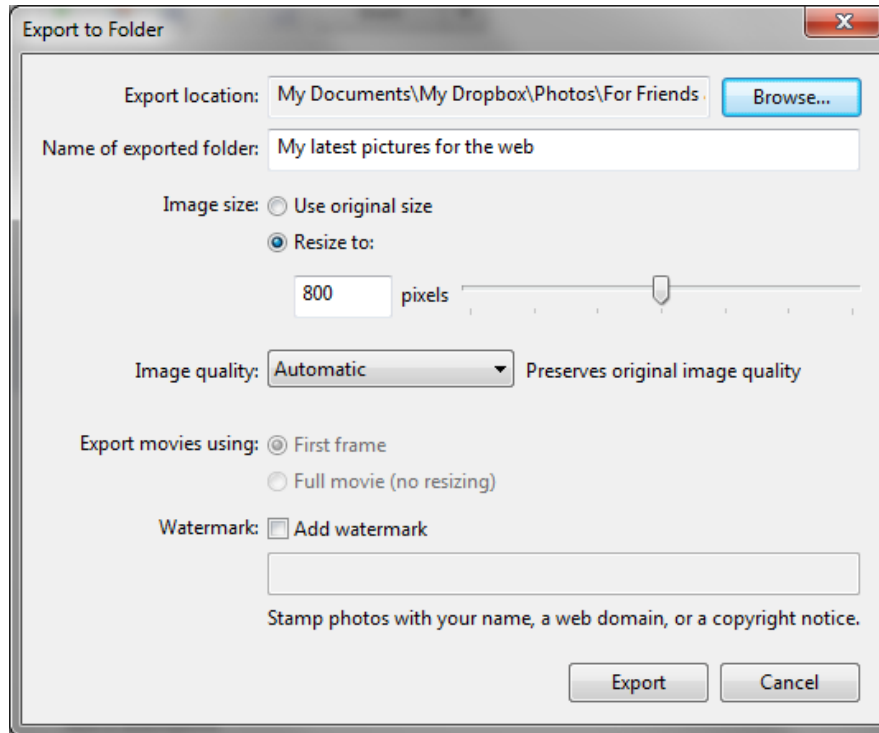 Export to Folder
Export location: My Documents\My Dropbox\Photos\For Friends Browse...
Name of exported folder: My latest pictures for the web
Image size: Use original size
Resize to:
800 pixels
Image quality: Automatic Preserves original image quality
Export movies using: First frame
Full movie (no resizing)
Watermark: Add watermark
Stamp photos with your name, a web domain, or a copyright notice.
Export Cancel